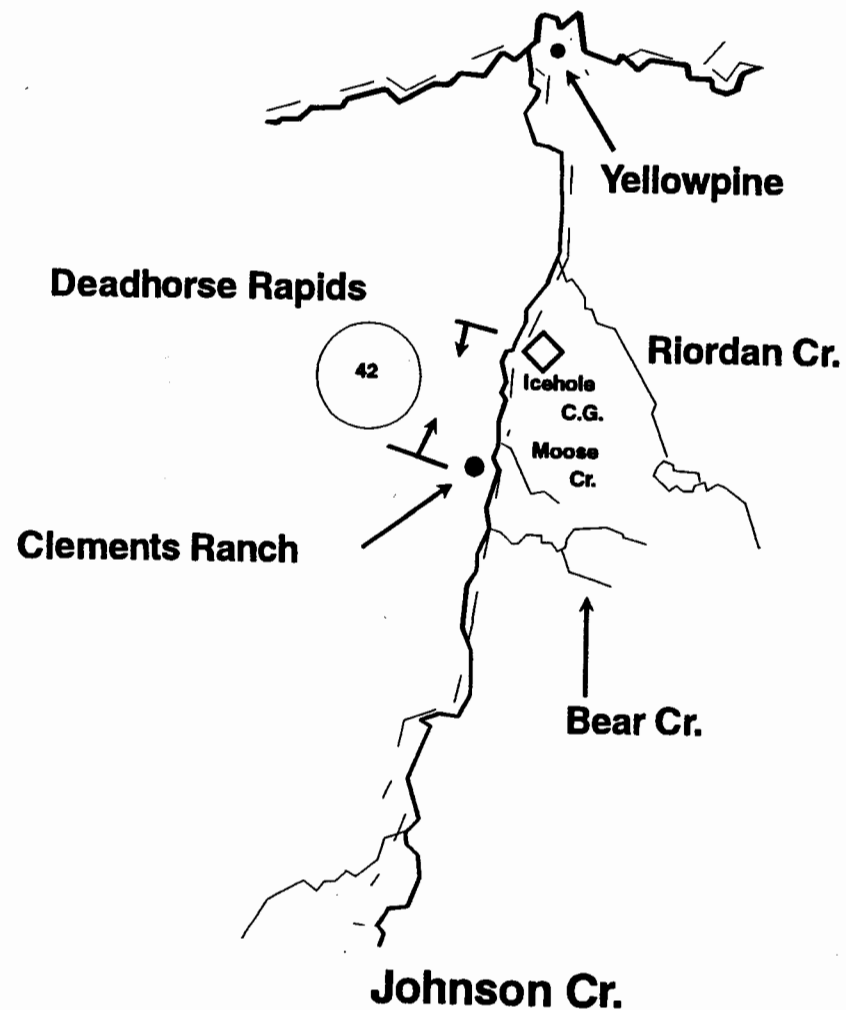 Yellowpine
Deadhorse Rapids
Riordan Cr.
42
Icehole
C.G.
Moose
Cr.
Clements Ranch
Bear Cr.
Johnson Cr.